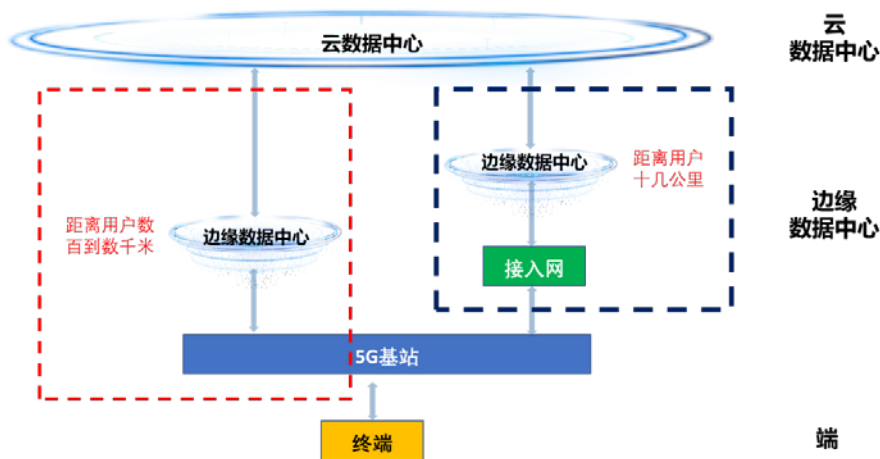 云数据中心
云
数据中心
边缘数据中心
距离用户
十几公里
距离用户数
百到数千米
边缘数据中心
边缘
数据中心
接入网
5G基站
终端
端